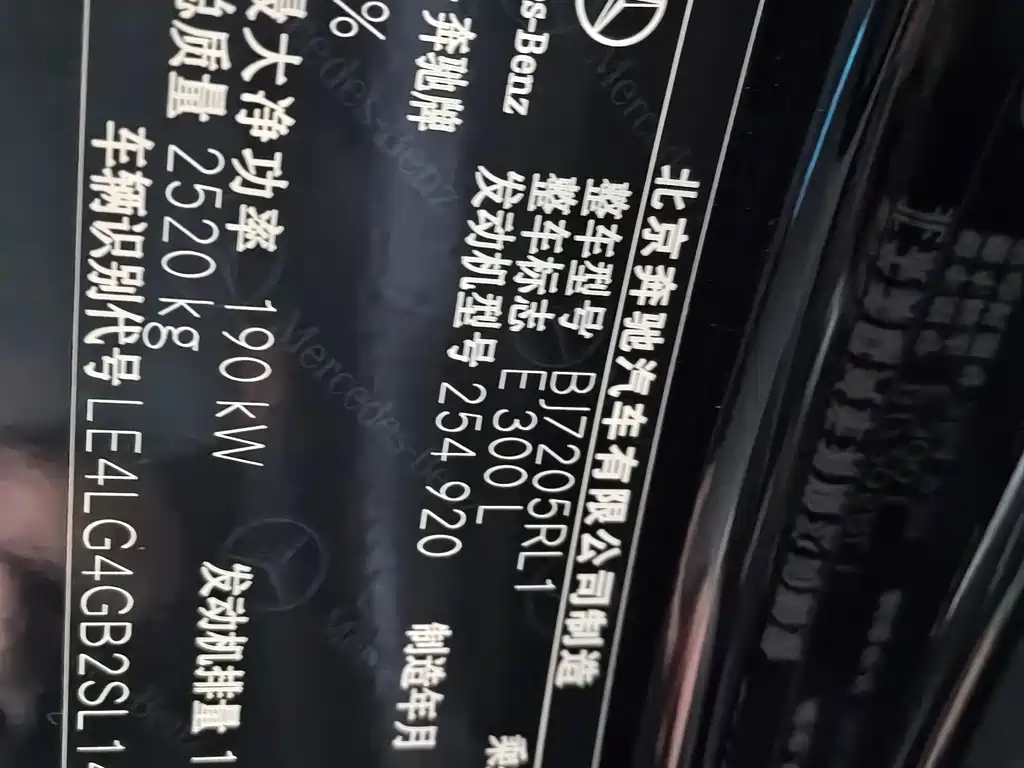 北京奔驰汽车有限公司制造
s-Benz 整车型号 BJ7205RL1
整车标志 E 300 L
奔驰牌 发动机型号 254 920 制造年月
%
最大净功率 190 kW 发动机排量 1
总质量 2520 kg
车辆识别代号 LE4LG4GB2SL1